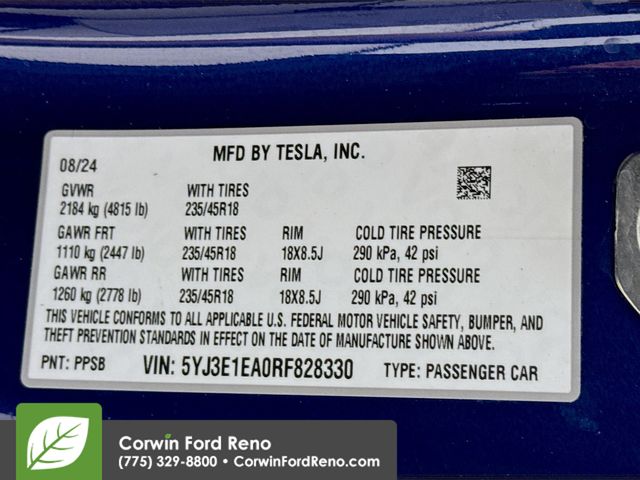 08/24 MFD BY TESLA, INC.
GVWR WITH TIRES
2184 kg (4815 lb) 235/45R18
GAWR FRT WITH TIRES RIM COLD TIRE PRESSURE
1110 kg (2447 lb) 235/45R18 18X8.5J 290 kPa, 42 psi
GAWR RR WITH TIRES RIM COLD TIRE PRESSURE
1260 kg (2778 lb) 235/45R18 18X8.5J 290 kPa, 42 psi
THIS VEHICLE CONFORMS TO ALL APPLICABLE U.S. FEDERAL MOTOR VEHICLE SAFETY, BUMPER, AND
THEFT PREVENTION STANDARDS IN EFFECT ON THE DATE OF MANUFACTURE SHOWN ABOVE.
PNT: PPSB VIN: 5YJ3E1EA0RF828330 TYPE: PASSENGER CAR
Corwin Ford Reno
(775) 329-8800 • CorwinFordReno.com